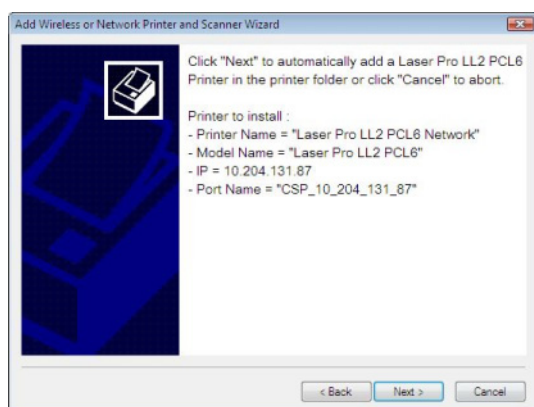 Add Wireless or Network Printer and Scanner Wizard
Click "Next" to automatically add a Laser Pro LL2 PCL6
Printer in the printer folder or click "Cancel" to abort.
Printer to install :
- Printer Name = "Laser Pro LL2 PCL6 Network"
- Model Name = "Laser Pro LL2 PCL6"
- IP = 10.204.131.87
- Port Name = "CSP_10_204_131_87"
< Back
Next >
Cancel